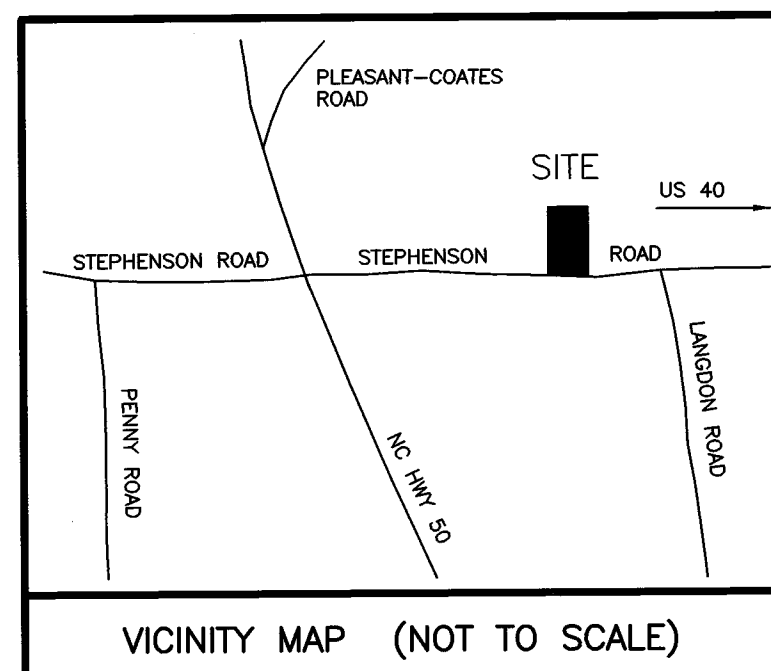 PLEASANT-COATES
ROAD
SITE
US 40
STEPHENSON ROAD
STEPHENSON
ROAD
PENNY ROAD
NC HWY 50
LANGDON ROAD
VICINITY MAP (NOT TO SCALE)